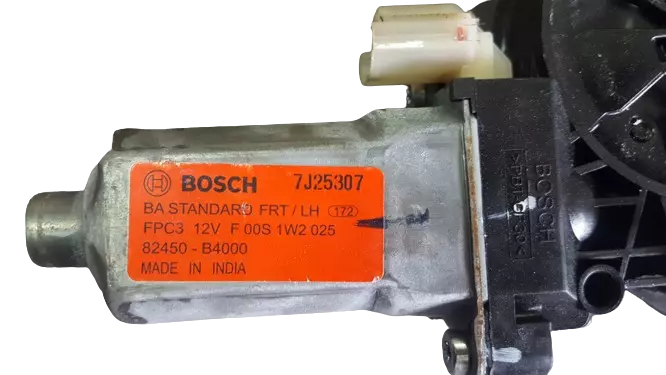 BOSCH 7J25307
BA STANDARD FRT / LH 172
FPC3 12V F 00S 1W2 025
82450 - B4000
MADE IN INDIA
BOSCH